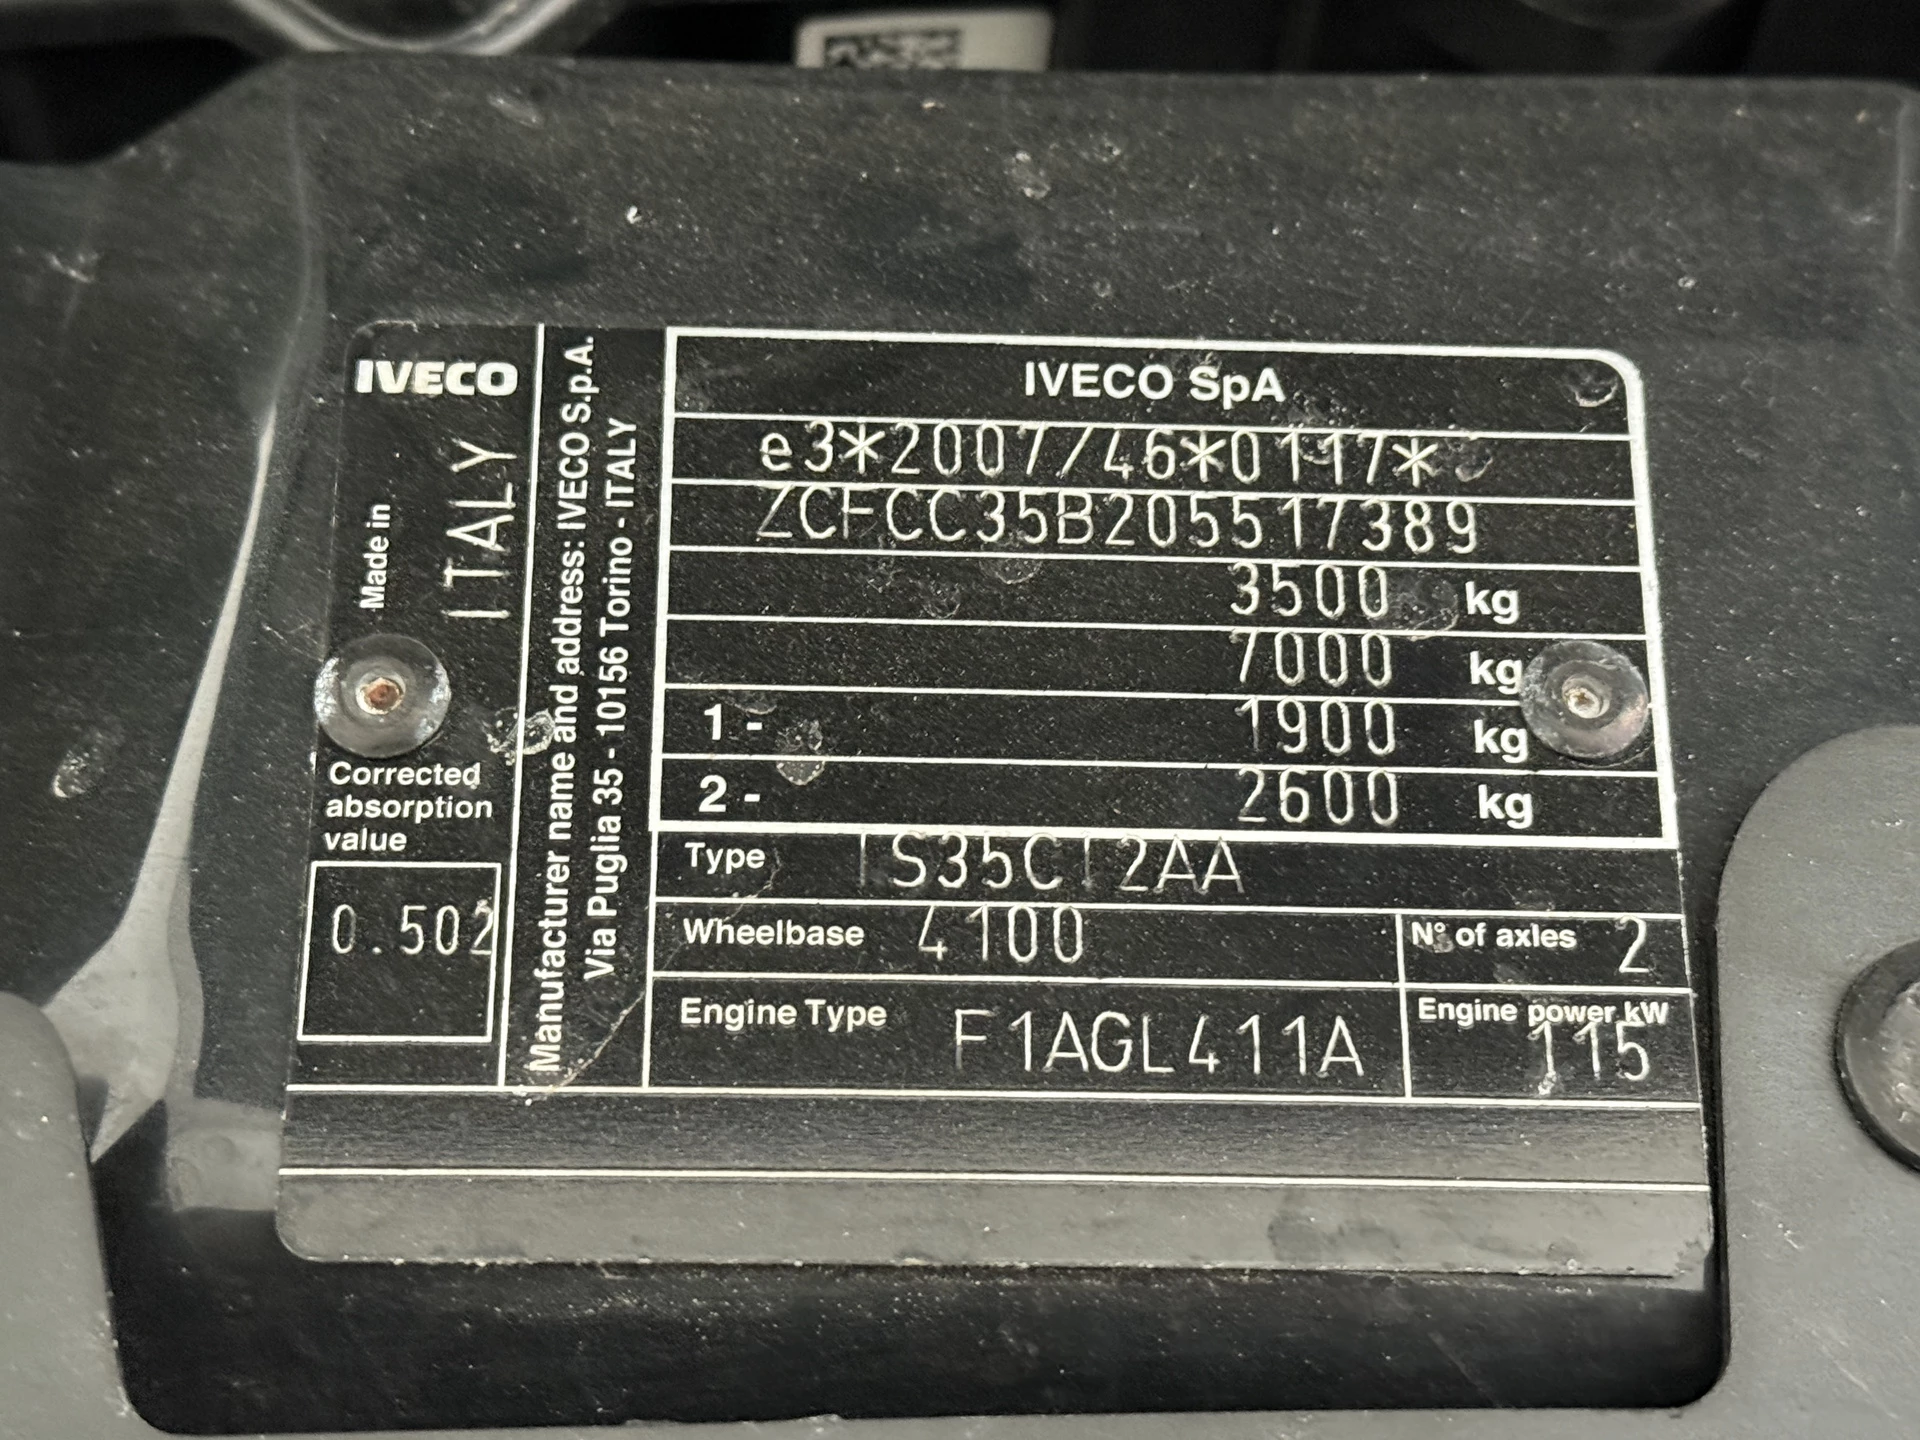 IVECO
Made in
ITALY
Corrected
absorption
value
0.502
Manufacturer name and address: IVECO S.p.A.
Via Puglia 35 - 10156 Torino - ITALY
IVECO SpA
e3*2007/46*0117*
ZCFCC35B205517389
3500 kg
7000 kg
1 - 1900 kg
2 - 2600 kg
Type IS35CI2AA
Wheelbase 4100
N° of axles 2
Engine Type F1AGL411A
Engine power kW
115